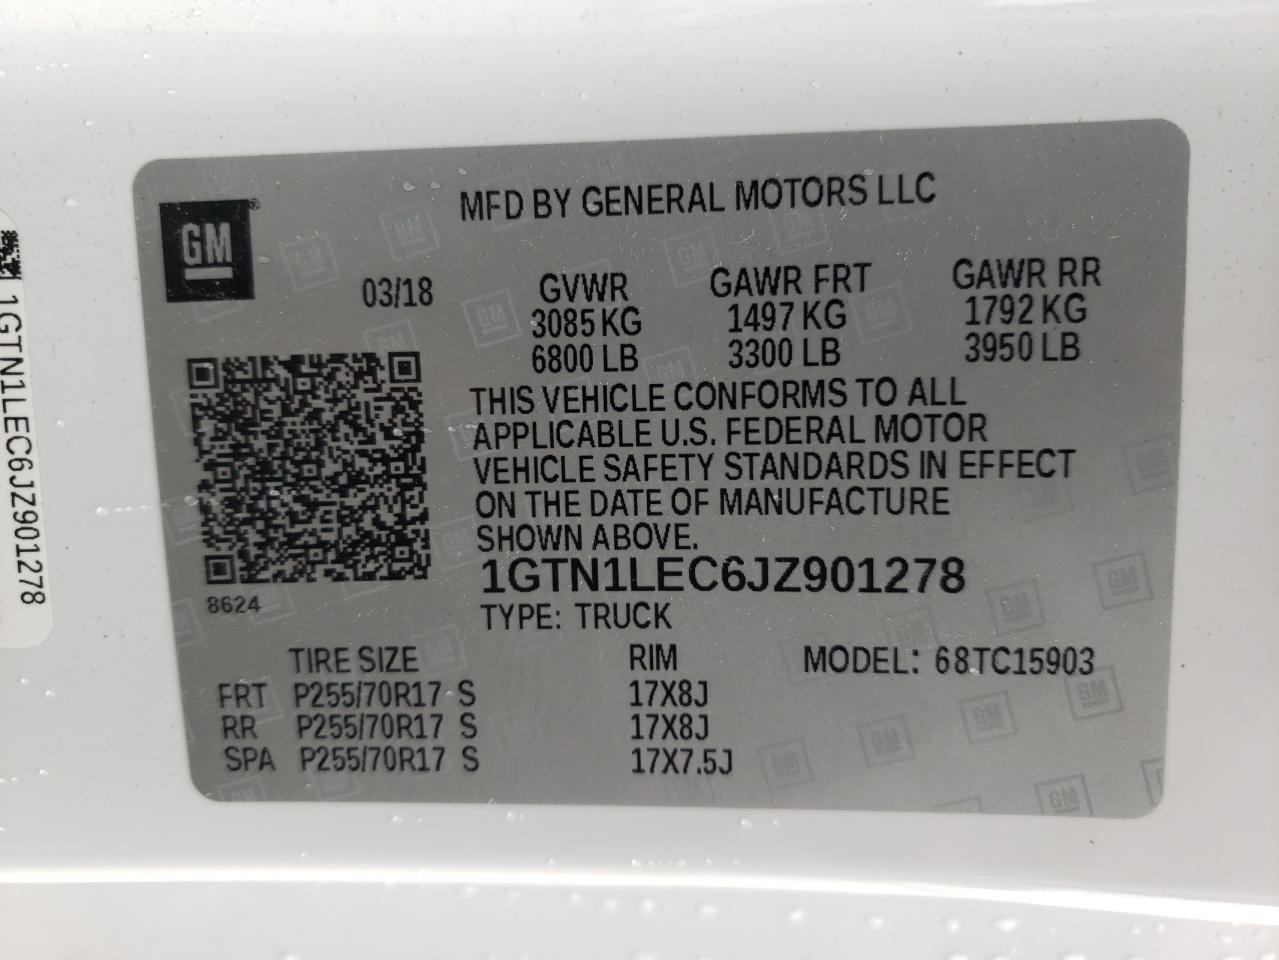 MFD BY GENERAL MOTORS LLC
GM
03/18 GVWR GAWR FRT GAWR RR
3085 KG 1497 KG 1792 KG
6800 LB 3300 LB 3950 LB
THIS VEHICLE CONFORMS TO ALL
APPLICABLE U.S. FEDERAL MOTOR
VEHICLE SAFETY STANDARDS IN EFFECT
ON THE DATE OF MANUFACTURE
SHOWN ABOVE.
1GTN1LEC6JZ901278
8624
TYPE: TRUCK
TIRE SIZE RIM MODEL: 68TC15903
FRT P255/70R17 S 17X8J
RR P255/70R17 S 17X8J
SPA P255/70R17 S 17X7.5J
1GTN1LEC6JZ901278